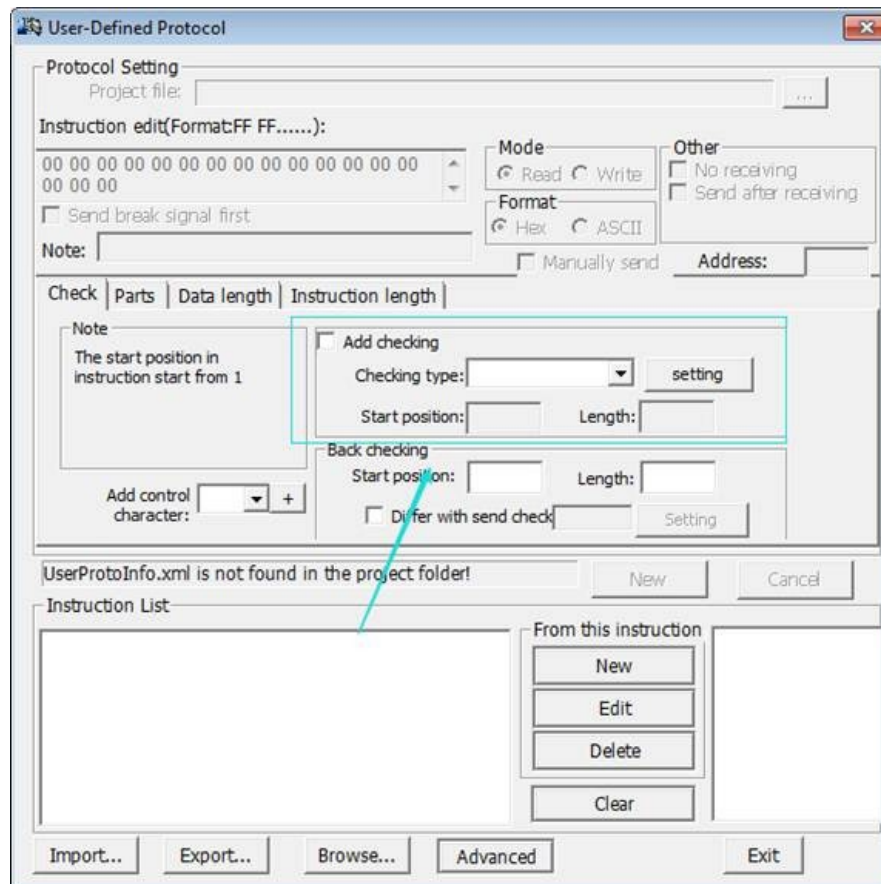 User-Defined Protocol
Protocol Setting
Project file:
...
Instruction edit(Format:FF FF......):
00 00 00 00 00 00 00 00 00 00 00 00 00 00
00 00 00
Send break signal first
Note:
Mode
Read
Write
Format
Hex
ASCII
Other
No receiving
Send after receiving
Manually send
Address:
Check
Parts
Data length
Instruction length
Note
The start position in
instruction start from 1
Add control
character:
+
Add checking
Checking type:
setting
Start position:
Length:
Back checking
Start position:
Length:
Differ with send check
Setting
UserProtoInfo.xml is not found in the project folder!
New
Cancel
Instruction List
From this instruction
New
Edit
Delete
Clear
Import...
Export...
Browse...
Advanced
Exit